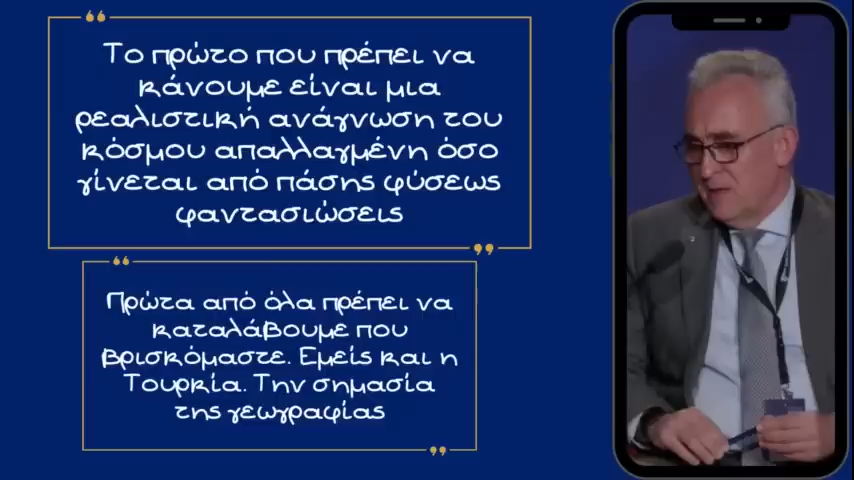 Το πρώτο που πρέπει να
κάνουμε είναι μια
ρεαλιστική ανάγνωση του
κόσμου απαλλαγμένη όσο
γίνεται από πάσης φύσεως
φαντασιώσεις
Πρώτα από όλα πρέπει να
καταλάβουμε που
βρισκόμαστε. Εμείς και η
Τουρκία. Την σημασία
της γεωγραφίας